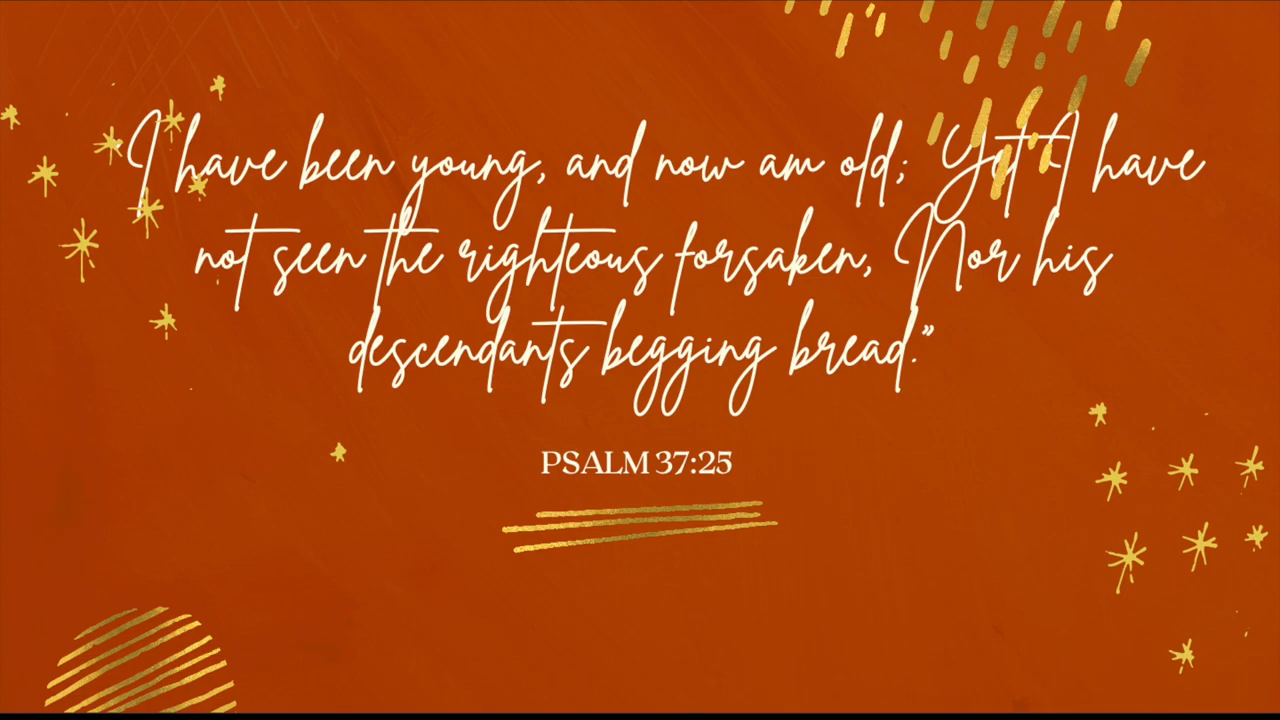 "I have been young, and now am old; Yet I have
not seen the righteous forsaken, Nor his
descendants begging bread."
PSALM 37:25